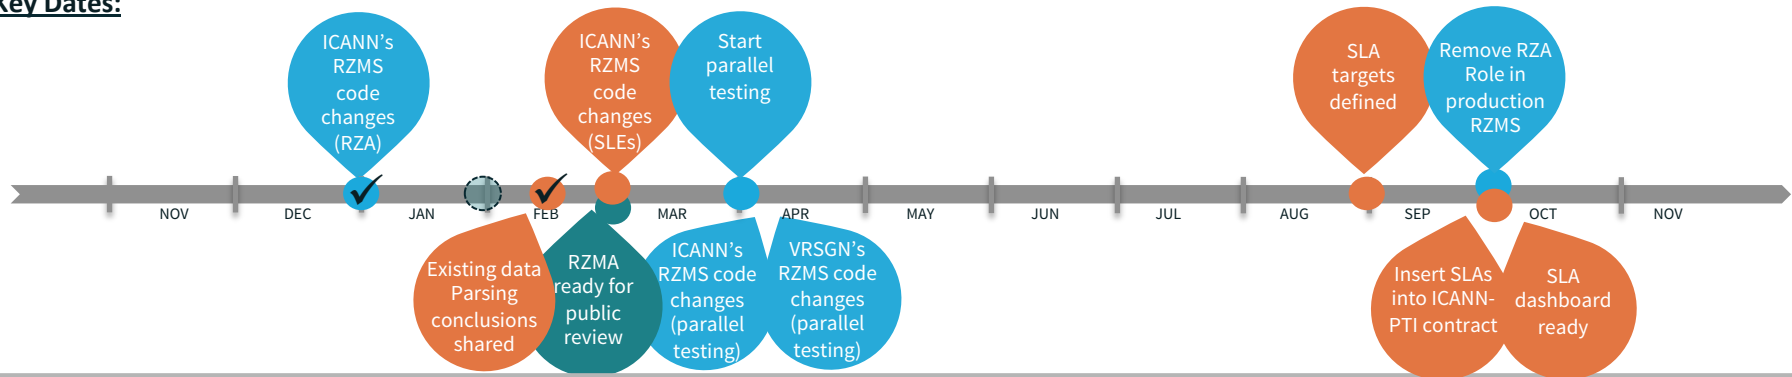 Key Dates:
ICANN's
RZMS
code
changes
(RZA)
ICANN's
RZMS
code
changes
(SLEs)
Start
parallel
testing
SLA
targets
defined
Remove RZA
Role in
production
RZMS
NOV
DEC
JAN
FEB
MAR
APR
MAY
JUN
JUL
AUG
SEP
OCT
NOV
Existing data
Parsing
conclusions
shared
RZMA
ready for
public
review
ICANN's
RZMS code
changes
(parallel
testing)
VRSGN's
RZMS code
changes
(parallel
testing)
Insert SLAs
into ICANN-
PTI contract
SLA
dashboard
ready